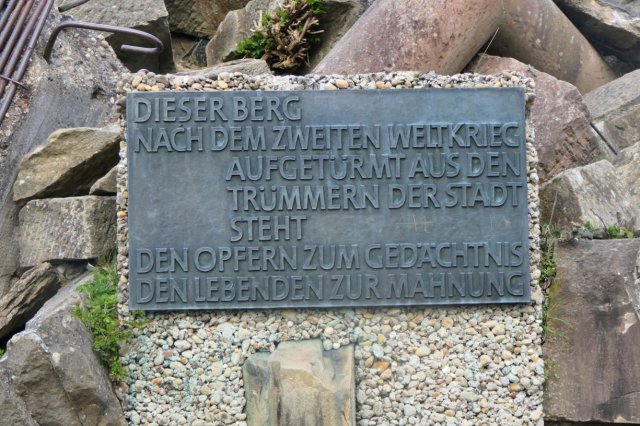 DIESER BERG
NACH DEM ZWEITEN WELTKRIEG
AUFGETÜRMT AUS DEN
TRÜMMERN DER STADT
STEHT
DEN OPFERN ZUM GEDÄCHTNIS
DEN LEBENDEN ZUR MAHNUNG